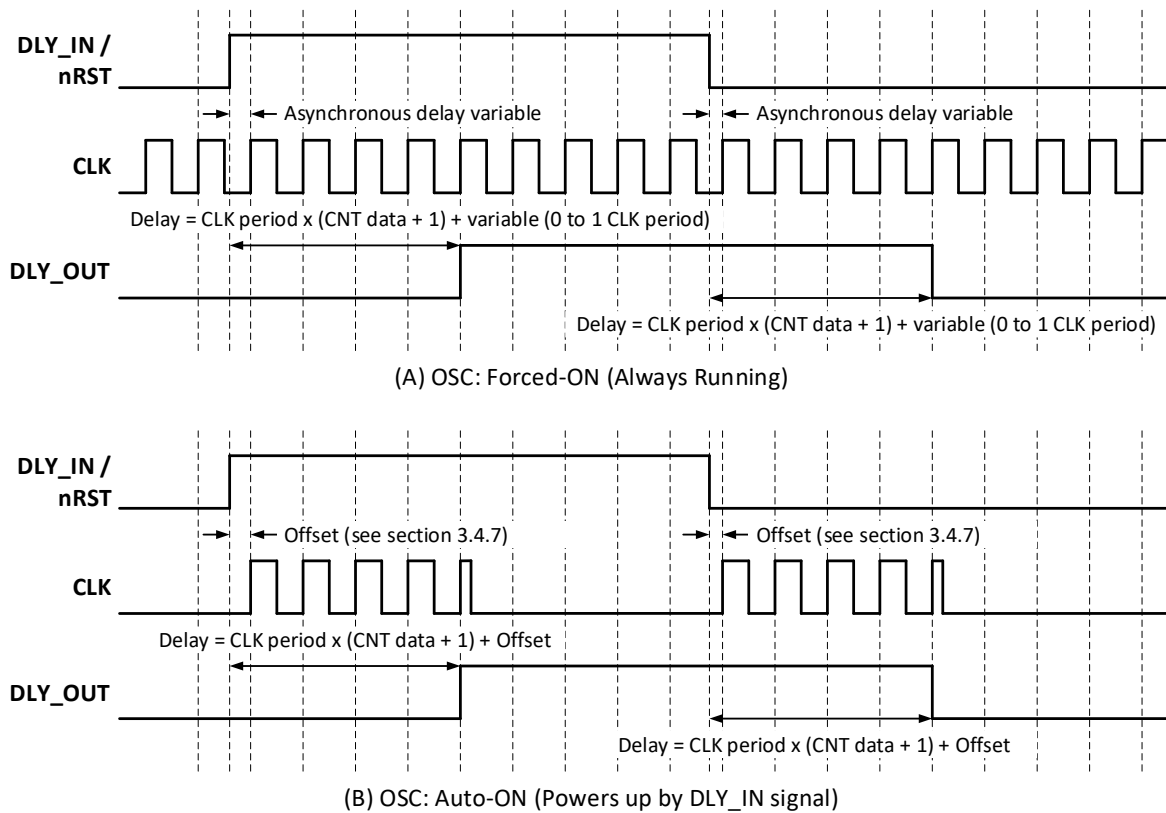 DLY_IN /
nRST
Asynchronous delay variable
Asynchronous delay variable
CLK
Delay = CLK period x (CNT data + 1) + variable (0 to 1 CLK period)
DLY_OUT
Delay = CLK period x (CNT data + 1) + variable (0 to 1 CLK period)
(A) OSC: Forced-ON (Always Running)
DLY_IN /
nRST
Offset (see section 3.4.7)
Offset (see section 3.4.7)
CLK
Delay = CLK period x (CNT data + 1) + Offset
DLY_OUT
Delay = CLK period x (CNT data + 1) + Offset
(B) OSC: Auto-ON (Powers up by DLY_IN signal)